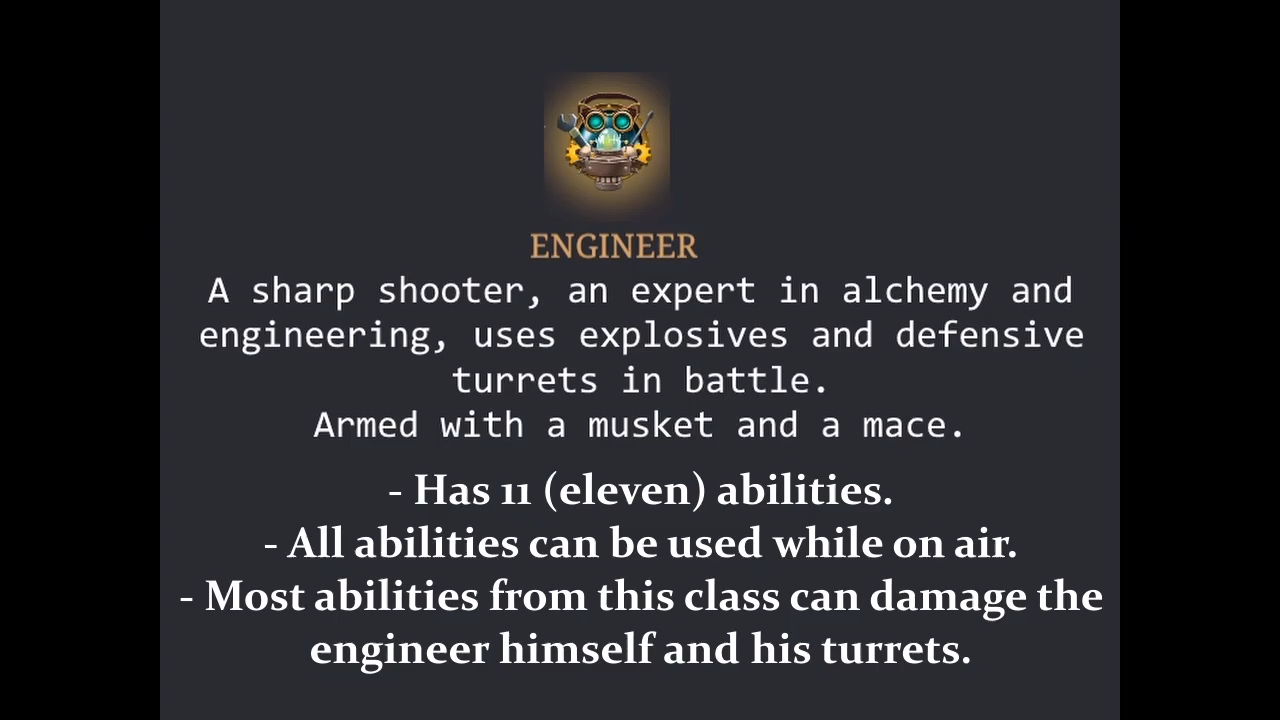 ENGINEER
A sharp shooter, an expert in alchemy and
engineering, uses explosives and defensive
turrets in battle.
Armed with a musket and a mace.
- Has 11 (eleven) abilities.
- All abilities can be used while on air.
- Most abilities from this class can damage the
engineer himself and his turrets.